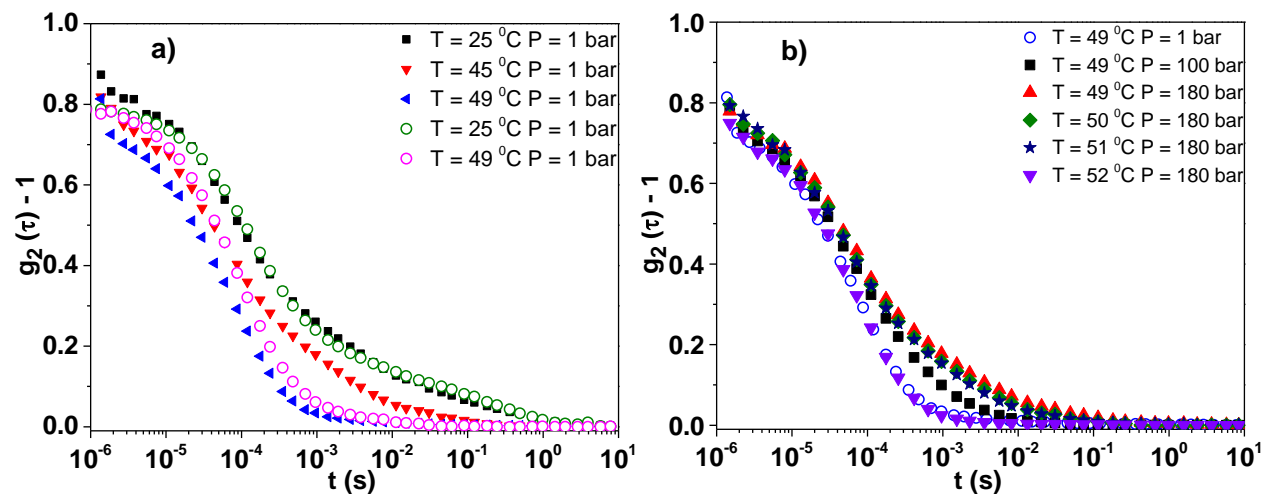 a)
T = 25 ⁰C P = 1 bar
T = 45 ⁰C P = 1 bar
T = 49 ⁰C P = 1 bar
T = 25 ⁰C P = 1 bar
T = 49 ⁰C P = 1 bar
g₂ (τ) - 1
1.0
0.8
0.6
0.4
0.2
0.0
10⁻⁶ 10⁻⁵ 10⁻⁴ 10⁻³ 10⁻² 10⁻¹ 10⁰ 10¹
t (s)
b)
T = 49 ⁰C P = 1 bar
T = 49 ⁰C P = 100 bar
T = 49 ⁰C P = 180 bar
T = 50 ⁰C P = 180 bar
T = 51 ⁰C P = 180 bar
T = 52 ⁰C P = 180 bar
g₂ (τ) - 1
1.0
0.8
0.6
0.4
0.2
0.0
10⁻⁶ 10⁻⁵ 10⁻⁴ 10⁻³ 10⁻² 10⁻¹ 10⁰ 10¹
t (s)